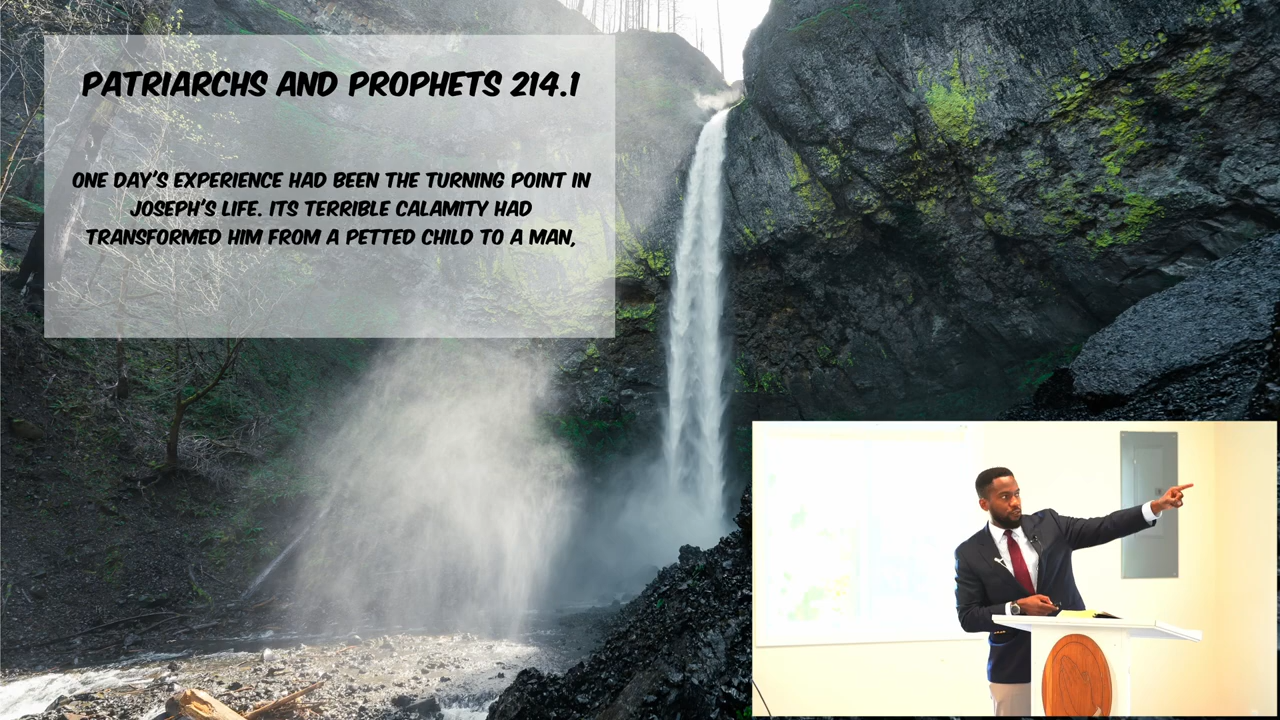 PATRIARCHS AND PROPHETS 214.1
ONE DAY'S EXPERIENCE HAD BEEN THE TURNING POINT IN
JOSEPH'S LIFE. ITS TERRIBLE CALAMITY HAD
TRANSFORMED HIM FROM A PETTED CHILD TO A MAN,